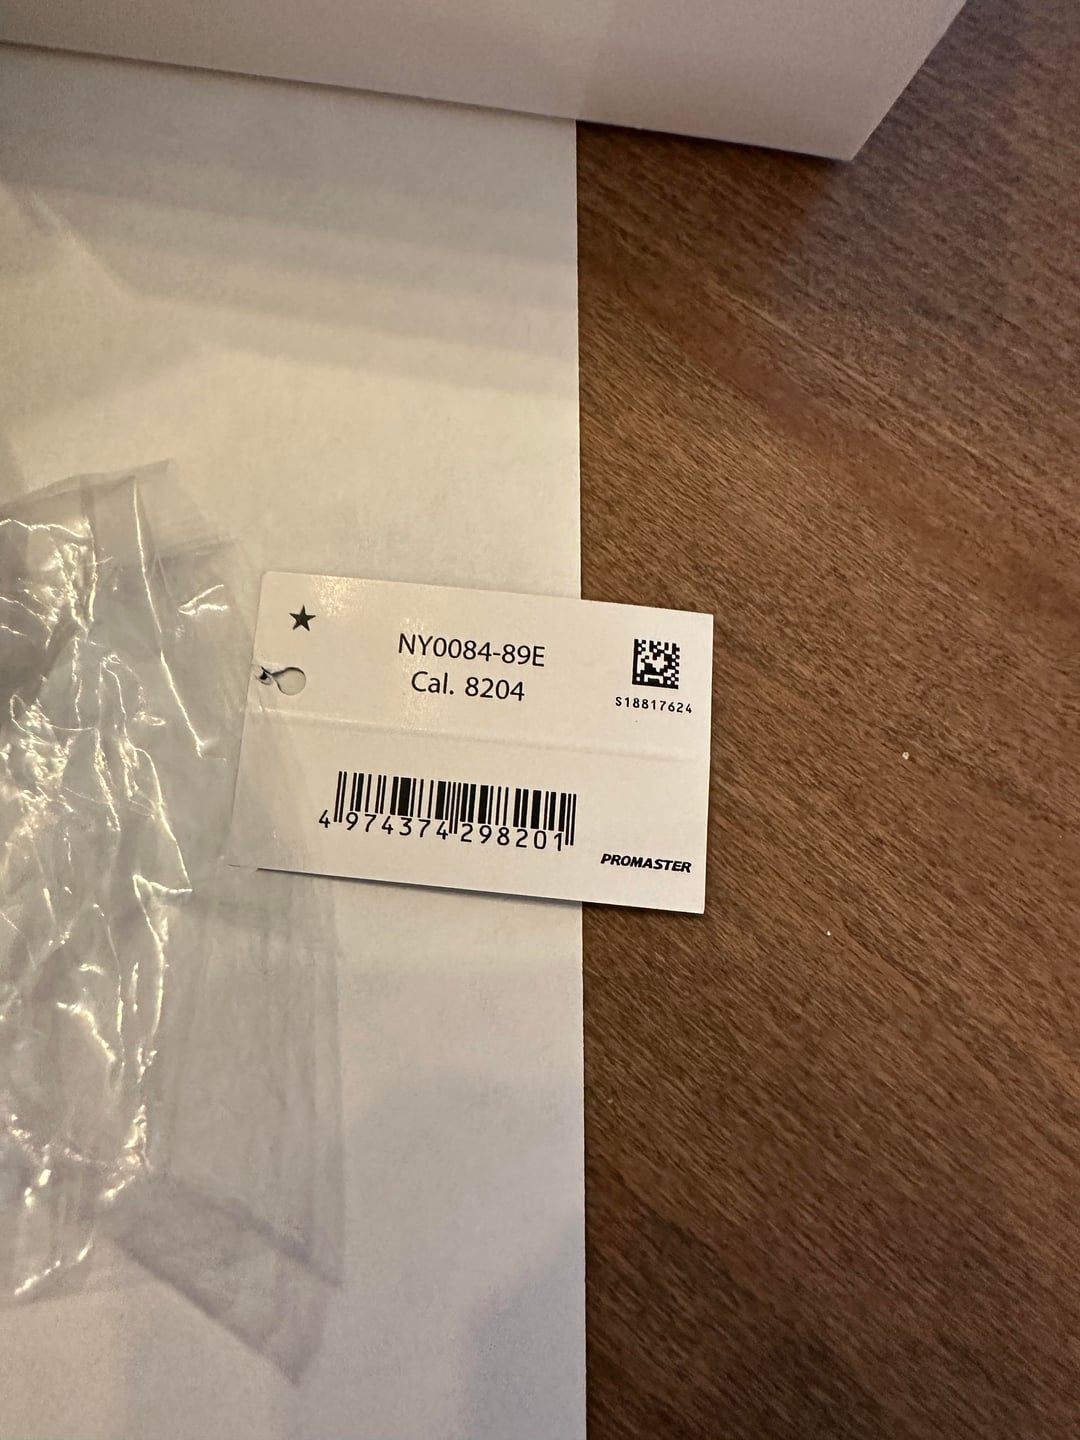 NY0084-89E
Cal. 8204
S18817624
4974374298201
PROMASTER